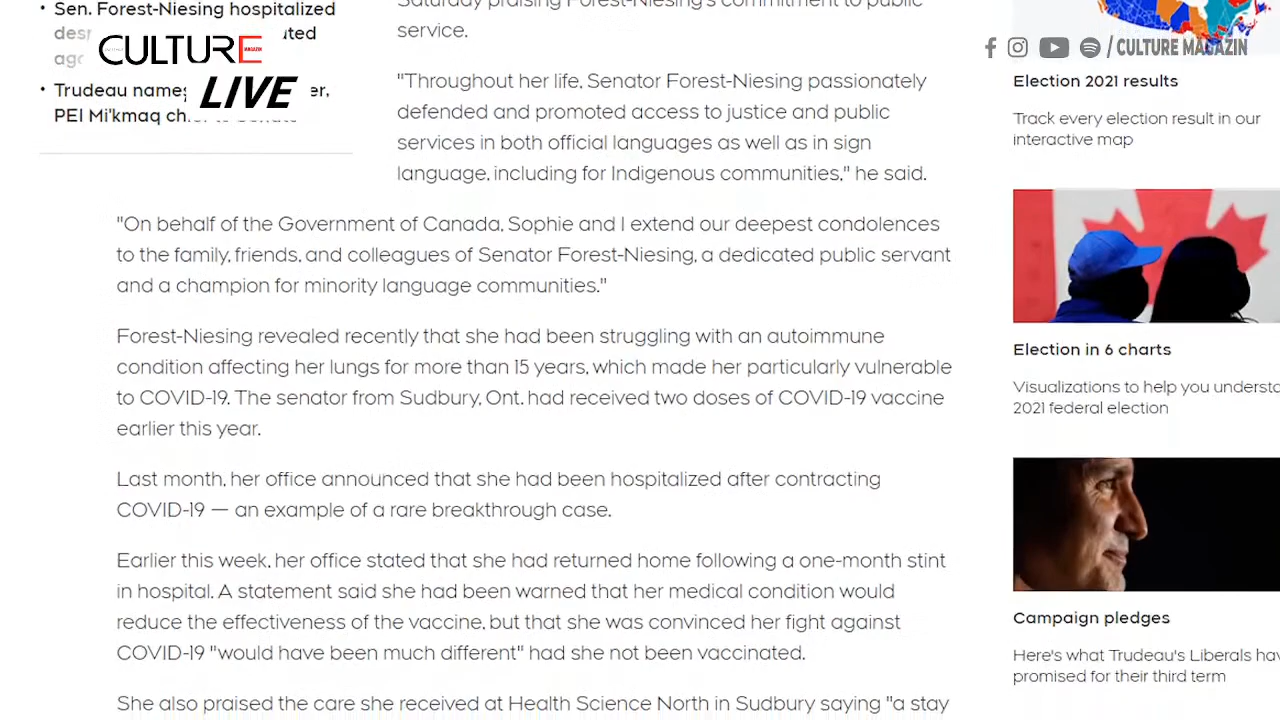 Sen. Forest-Niesing hospitalized
CULTURE
LIVE
Trudeau names
PEI Mi'kmaq
Saturday praising Forest-Niesing's commitment to public
service.
"Throughout her life, Senator Forest-Niesing passionately
defended and promoted access to justice and public
services in both official languages as well as in sign
language, including for Indigenous communities," he said.
"On behalf of the Government of Canada, Sophie and I extend our deepest condolences
to the family, friends, and colleagues of Senator Forest-Niesing, a dedicated public servant
and a champion for minority language communities."
Forest-Niesing revealed recently that she had been struggling with an autoimmune
condition affecting her lungs for more than 15 years, which made her particularly vulnerable
to COVID-19. The senator from Sudbury, Ont. had received two doses of COVID-19 vaccine
earlier this year.
Last month, her office announced that she had been hospitalized after contracting
COVID-19 — an example of a rare breakthrough case.
Earlier this week, her office stated that she had returned home following a one-month stint
in hospital. A statement said she had been warned that her medical condition would
reduce the effectiveness of the vaccine, but that she was convinced her fight against
COVID-19 "would have been much different" had she not been vaccinated.
She also praised the care she received at Health Science North in Sudbury saying "a stay
/ CULTURE MAGAZIN
Election 2021 results
Track every election result in our
interactive map
Election in 6 charts
Visualizations to help you understa
2021 federal election
Campaign pledges
Here's what Trudeau's Liberals hav
promised for their third term